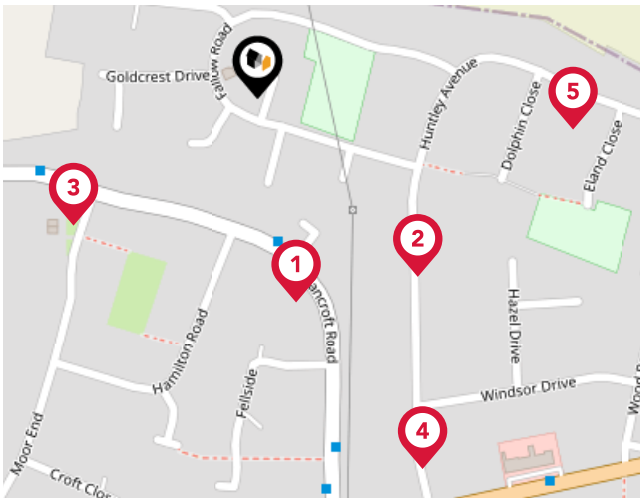 Fallow Road
Goldcrest Drive
Huntley Avenue
5
Dolphin Close
Eland Close
3
2
1
ancroft Road
Hazel Drive
Hamilton Road
Fellside
Windsor Drive
Wood
4
Moor End
Croft Clos